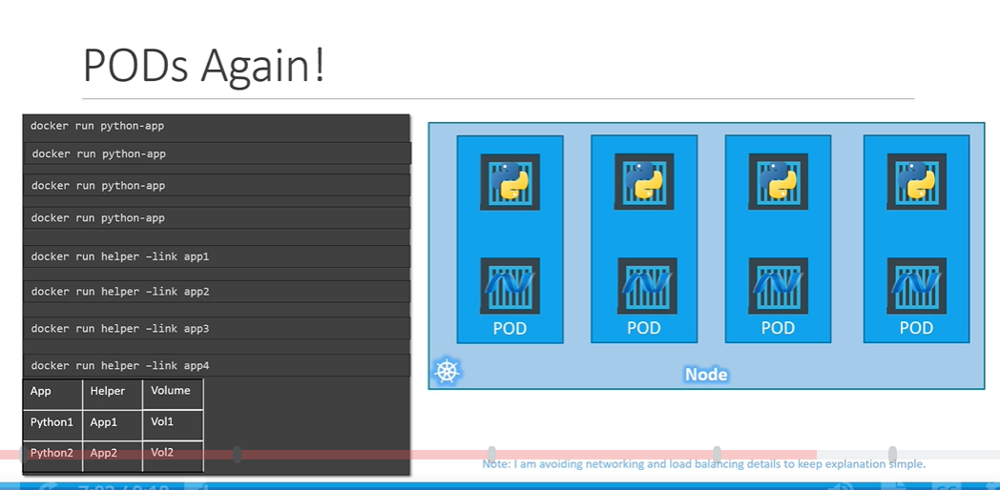 PODs Again!
docker run python-app
docker run python-app
docker run python-app
docker run python-app
docker run helper –link app1
docker run helper –link app2
docker run helper –link app3
docker run helper –link app4
App Helper Volume
Python1 App1 Vol1
Python2 App2 Vol2
POD POD POD POD
Node
Note: I am avoiding networking and load balancing details to keep explanation simple.